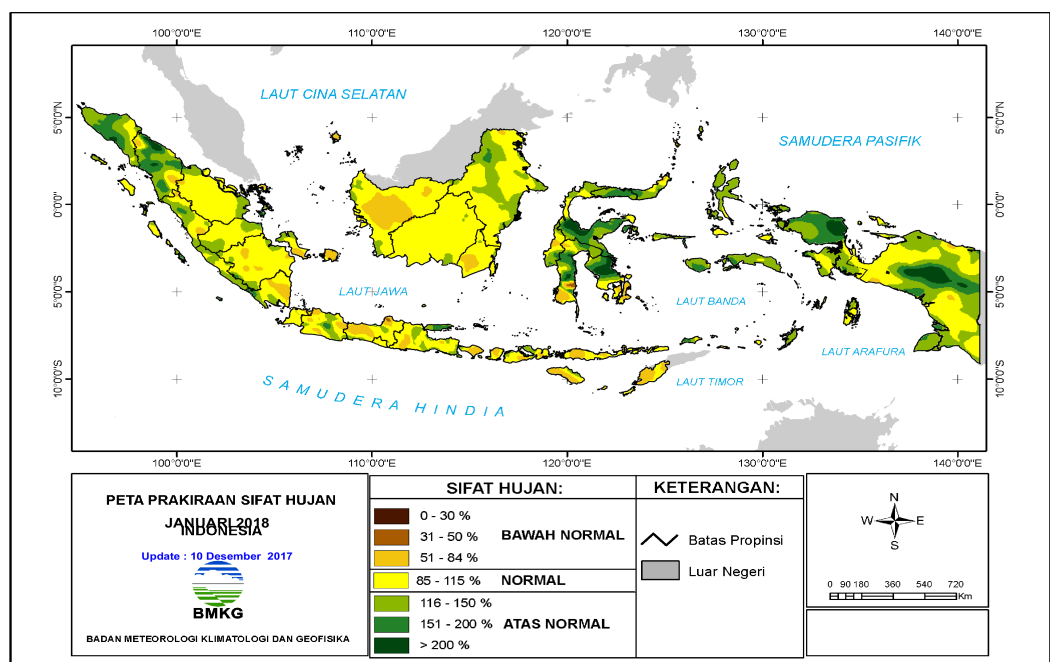 100°0'0"E 110°0'0"E 120°0'0"E 130°0'0"E 140°0'0"E
LAUT CINA SELATAN
5°0'0"N 5°0'0"N
SAMUDERA PASIFIK
0°0'0" 0°0'0"
LAUT JAWA
5°0'0"S 5°0'0"S
LAUT BANDA
LAUT ARAFURA
10°0'0"S 10°0'0"S
LAUT TIMOR
SAMUDERA HINDIA
100°0'0"E 110°0'0"E 120°0'0"E 130°0'0"E 140°0'0"E
PETA PRAKIRAAN SIFAT HUJAN
JANUARI 2018
INDONESIA
Update : 10 Desember 2017
BMKG
BADAN METEOROLOGI KLIMATOLOGI DAN GEOFISIKA
SIFAT HUJAN:
0 - 30 %
31 - 50 % BAWAH NORMAL
51 - 84 %
85 - 115 % NORMAL
116 - 150 %
151 - 200 % ATAS NORMAL
> 200 %
KETERANGAN:
Batas Propinsi
Luar Negeri
N
W E
S
0 90 180 360 540 720
Km